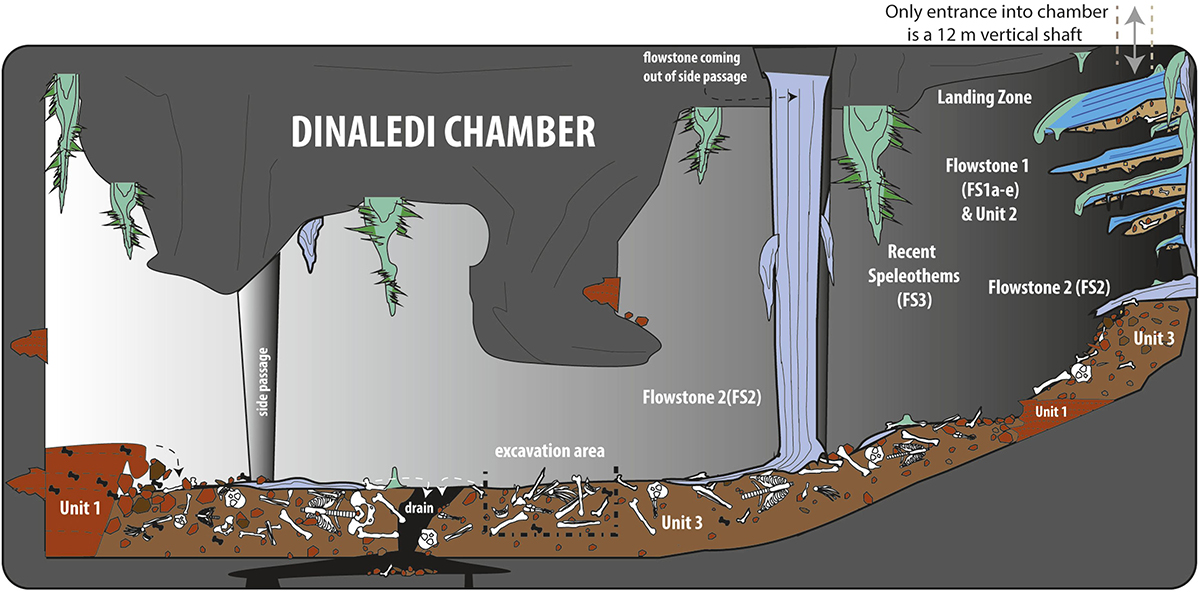 Only entrance into chamber
is a 12 m vertical shaft
flowstone coming
out of side passage
Landing Zone
DINALEDI CHAMBER
Flowstone 1
(FS1a-e)
& Unit 2
Recent
Speleothems
(FS3)
Flowstone 2 (FS2)
Unit 3
side passage
Flowstone 2(FS2)
Unit 1
excavation area
Unit 1
drain
Unit 3